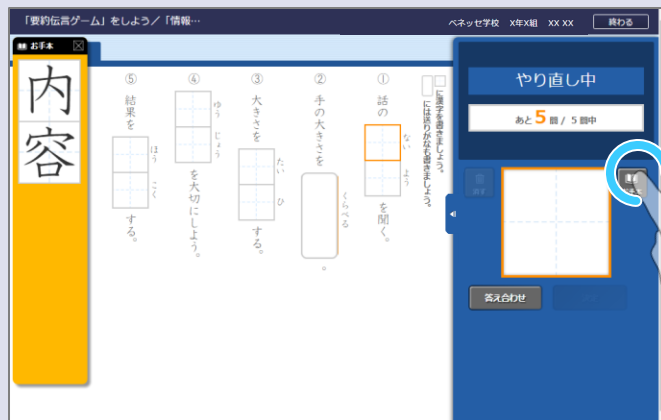 「要約伝言ゲーム」をしよう／「情報…
ベネッセ学校 X年X組 XX XX
終わる
お手本
内容
□に漢字を書きましょう。
□には送りがなも書きましょう。
① 話の ない よう を聞く。
② 手の大きさを くらべる 。
③ 大きさを たい ひ する。
④ ゆう じょう を大切にしよう。
⑤ 結果を ほう こく する。
やり直し中
あと 5 問 / 5 問中
お手本
答え合わせ